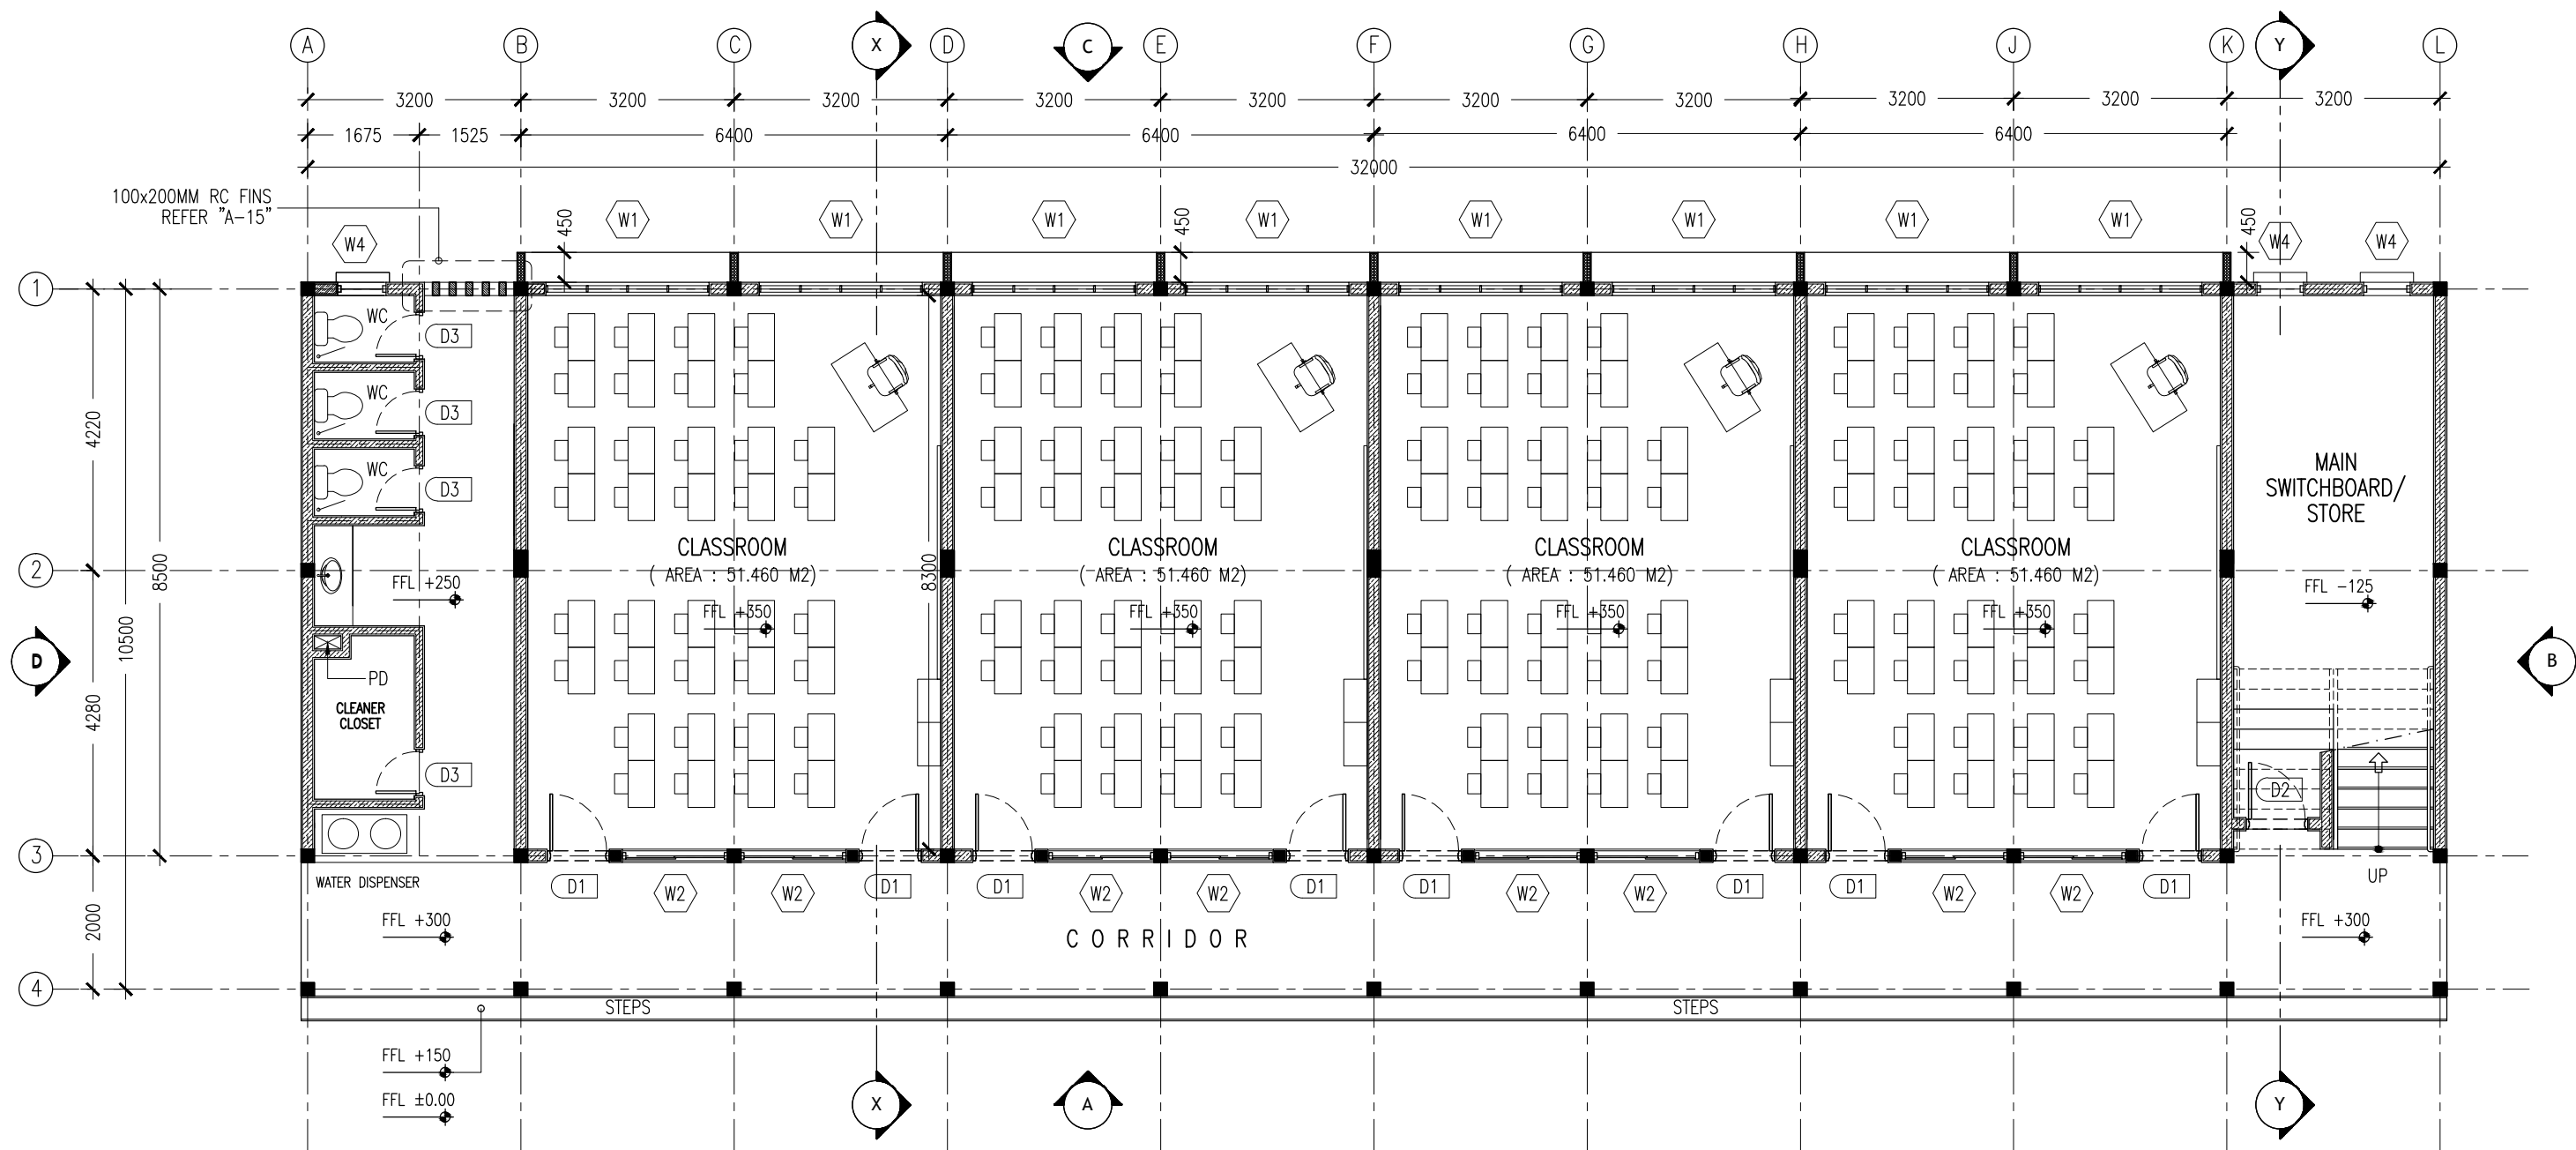 A B C X D C E F G H J K Y L
3200 3200 3200 3200 3200 3200 3200 3200 3200 3200
1675 1525 6400 6400 6400 6400
32000
100x200MM RC FINS
REFER "A-15"
450 W1 W1 W1 450 W1 W1 W1 W1 W1 450
W4 W4 W4
1
WC D3
WC D3
WC D3
4220
8500
10500
4280
2000
MAIN
SWITCHBOARD/
STORE
CLASSROOM CLASSROOM CLASSROOM CLASSROOM
( AREA : 51.460 M2) ( AREA : 51.460 M2) ( AREA : 51.460 M2) ( AREA : 51.460 M2)
8300
2
FFL +250 FFL -125
FFL +350 FFL +350 FFL +350 FFL +350
D B
PD
CLEANER
CLOSET
D3 D2
3
WATER DISPENSER UP
D1 W2 W2 D1 D1 W2 W2 D1 D1 W2 W2 D1 D1 W2 W2 D1
FFL +300 FFL +300
CORRIDOR
4
STEPS STEPS
FFL +150
FFL ±0.00
X A Y